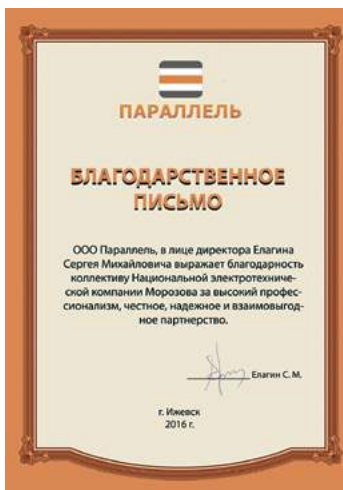 ПАРАЛЛЕЛЬ
БЛАГОДАРСТВЕННОЕ
ПИСЬМО
ООО Параллель, в лице директора Елагина
Сергея Михайловича выражает благодарность
коллективу Национальной электротехниче-
ской компании Морозова за высокий профес-
сионализм, честное, надежное и взаимовыгод-
ное партнерство.
Елагин С. М.
г. Ижевск
2016 г.